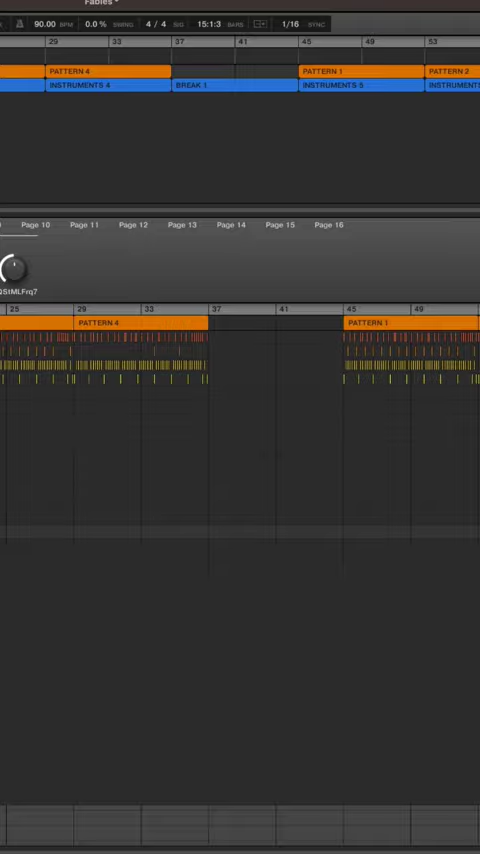 Fables
90.00 BPM 0.0 % SWING 4 / 4 SIG 15:1:3 BARS 1/16 SYNC
29 33 37 41 45 49 53
PATTERN 4 PATTERN 1 PATTERN 2
INSTRUMENTS 4 BREAK 1 INSTRUMENTS 5 INSTRUMENTS
Page 10 Page 11 Page 12 Page 13 Page 14 Page 15 Page 16
QStMl.Frq7
25 29 33 37 41 45 49
PATTERN 4 PATTERN 1